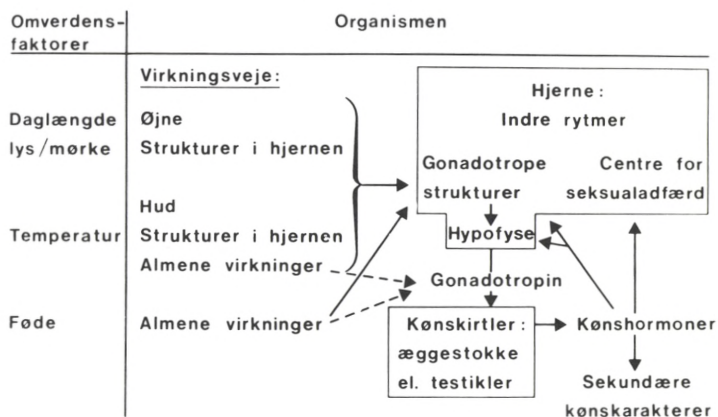 Omverdens-
faktorer
Organismen
Virkningsveje:
Daglængde
lys/mørke
Øjne
Strukturer i hjernen
Temperatur
Hud
Strukturer i hjernen
Almene virkninger
Føde
Almene virkninger
Hjerne:
Indre rytmer
Gonadotrope
strukturer
Centre for
seksualadfærd
Hypofyse
Gonadotropin
Kønskirtler:
æggestokke
el. testikler
Kønshormoner
Sekundære
kønskarakterer